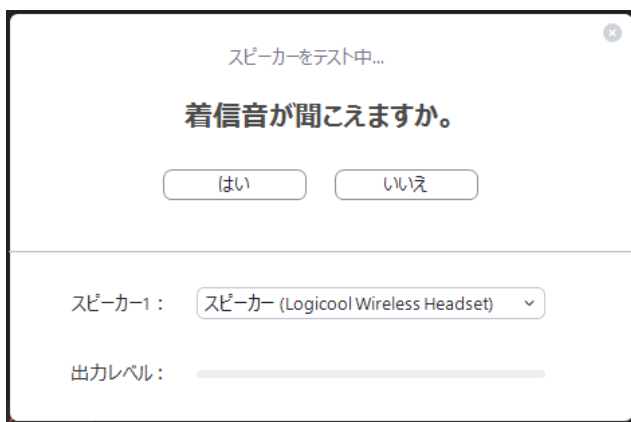 スピーカーをテスト中...
着信音が聞こえますか。
はい いいえ
スピーカー1： スピーカー (Logicool Wireless Headset)
出力レベル：